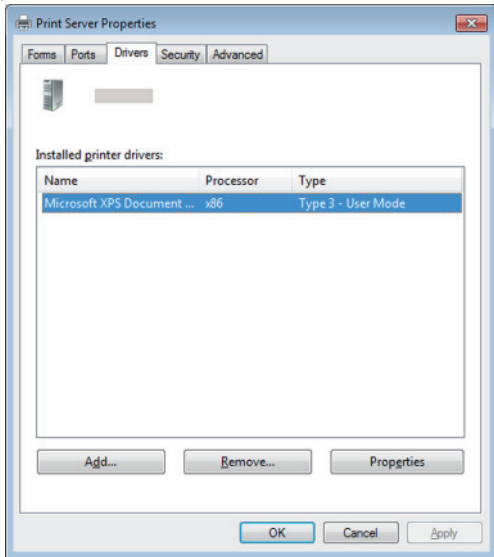 Print Server Properties
Forms Ports Drivers Security Advanced
Installed printer drivers:
Name Processor Type
Microsoft XPS Document ... x86 Type 3 - User Mode
Add... Remove... Properties
OK Cancel Apply